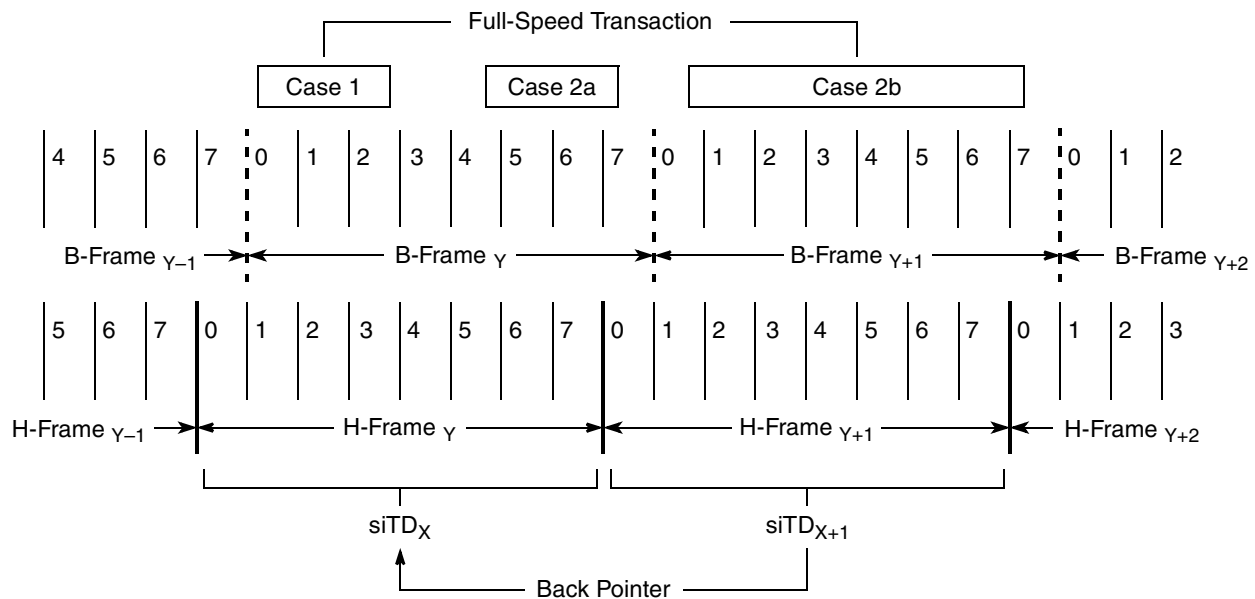 Full-Speed Transaction
Case 1 Case 2a Case 2b
4 5 6 7 0 1 2 3 4 5 6 7 0 1 2 3 4 5 6 7 0 1 2
B-Frame Y–1 B-Frame Y B-Frame Y+1 B-Frame Y+2
5 6 7 0 1 2 3 4 5 6 7 0 1 2 3 4 5 6 7 0 1 2 3
H-Frame Y–1 H-Frame Y H-Frame Y+1 H-Frame Y+2
siTDX siTDX+1
Back Pointer